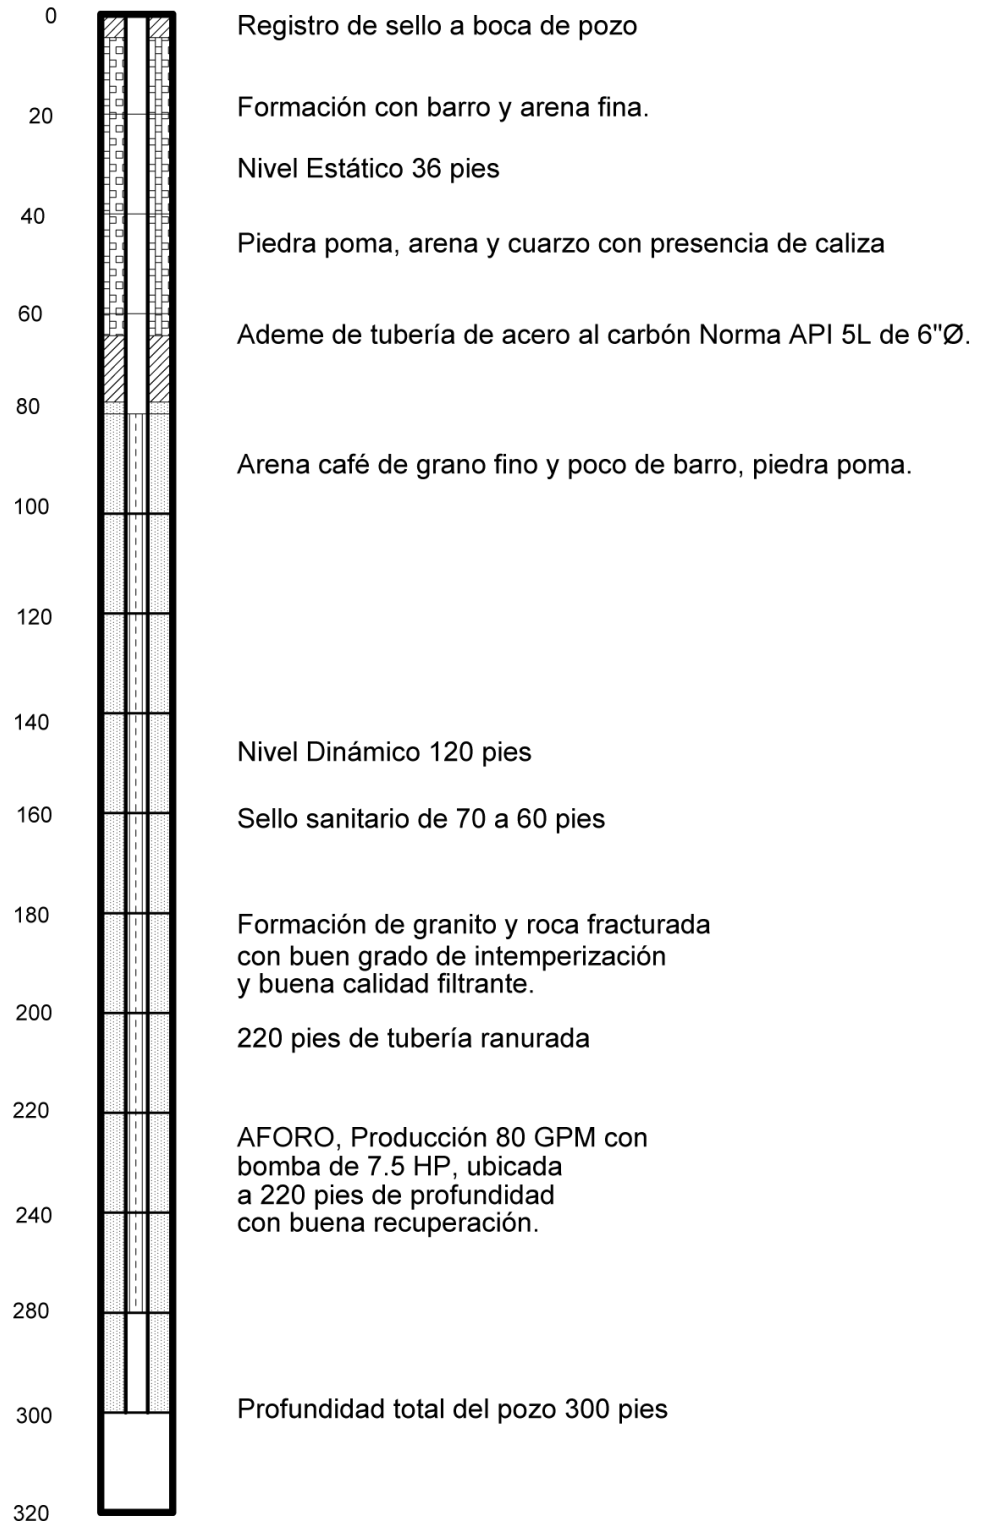 0
Registro de sello a boca de pozo
Formación con barro y arena fina.
20
Nivel Estático 36 pies
40
Piedra poma, arena y cuarzo con presencia de caliza
60
Ademe de tubería de acero al carbón Norma API 5L de 6"Ø.
80
Arena café de grano fino y poco de barro, piedra poma.
100
120
140
Nivel Dinámico 120 pies
160
Sello sanitario de 70 a 60 pies
180
Formación de granito y roca fracturada
con buen grado de intemperización
y buena calidad filtrante.
200
220 pies de tubería ranurada
220
AFORO, Producción 80 GPM con
bomba de 7.5 HP, ubicada
a 220 pies de profundidad
240
con buena recuperación.
280
300
Profundidad total del pozo 300 pies
320